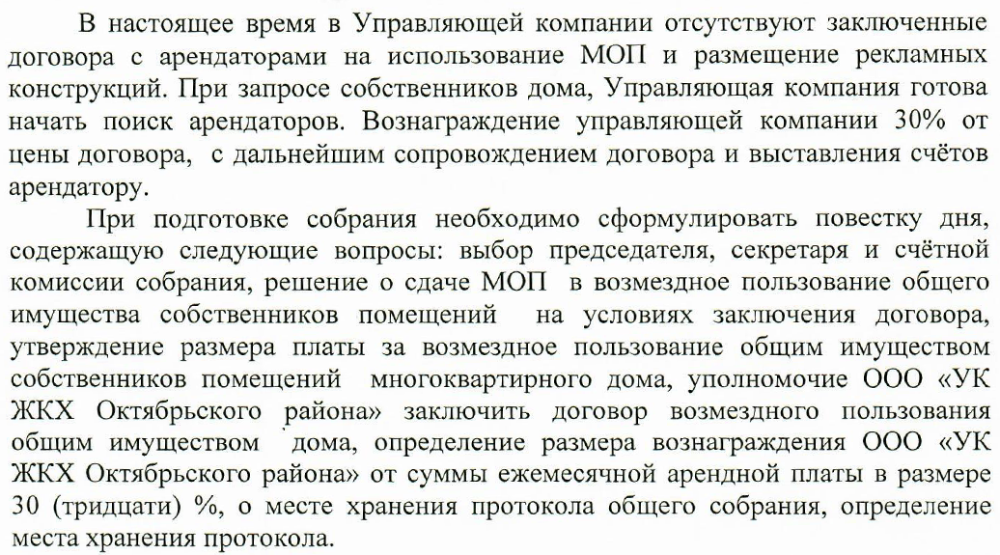 В настоящее время в Управляющей компании отсутствуют заключенные
договора с арендаторами на использование МОП и размещение рекламных
конструкций. При запросе собственников дома, Управляющая компания готова
начать поиск арендаторов. Вознаграждение управляющей компании 30% от
цены договора, с дальнейшим сопровождением договора и выставления счётов
арендатору.
При подготовке собрания необходимо сформулировать повестку дня,
содержащую следующие вопросы: выбор председателя, секретаря и счётной
комиссии собрания, решение о сдаче МОП в возмездное пользование общего
имущества собственников помещений на условиях заключения договора,
утверждение размера платы за возмездное пользование общим имуществом
собственников помещений многоквартирного дома, уполномочие ООО «УК
ЖКХ Октябрьского района» заключить договор возмездного пользования
общим имуществом дома, определение размера вознаграждения ООО «УК
ЖКХ Октябрьского района» от суммы ежемесячной арендной платы в размере
30 (тридцати) %, о месте хранения протокола общего собрания, определение
места хранения протокола.